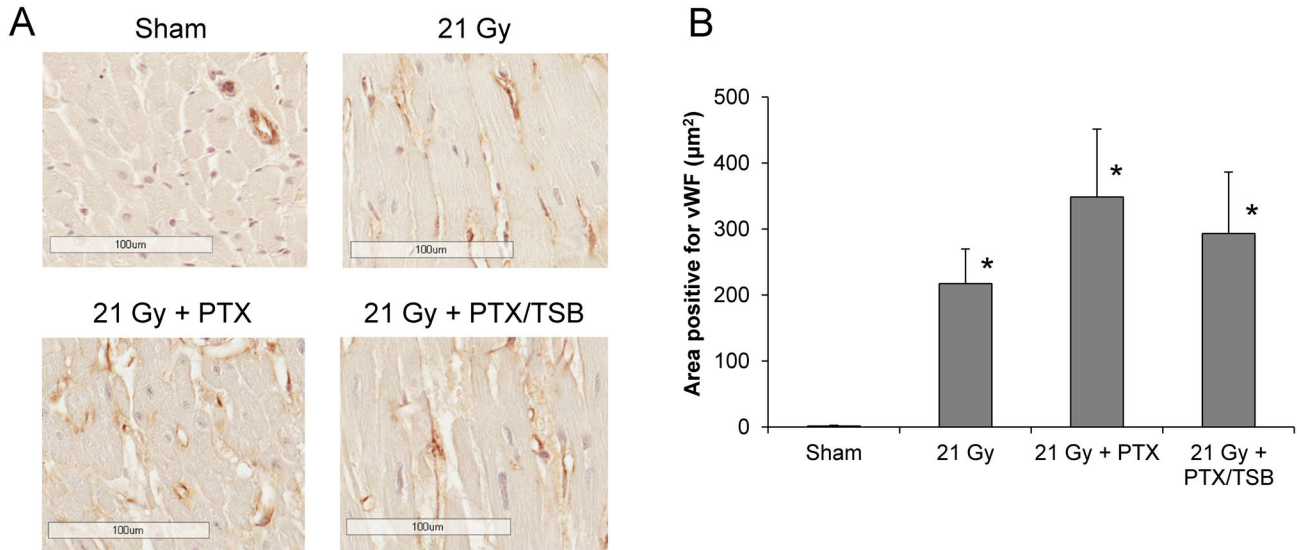 A
Sham
21 Gy
100um
100um
21 Gy + PTX
21 Gy + PTX/TSB
100um
100um
B
Area positive for vWF (µm²)
500
400
300
200
100
0
*
*
*
Sham
21 Gy
21 Gy + PTX
21 Gy +
PTX/TSB